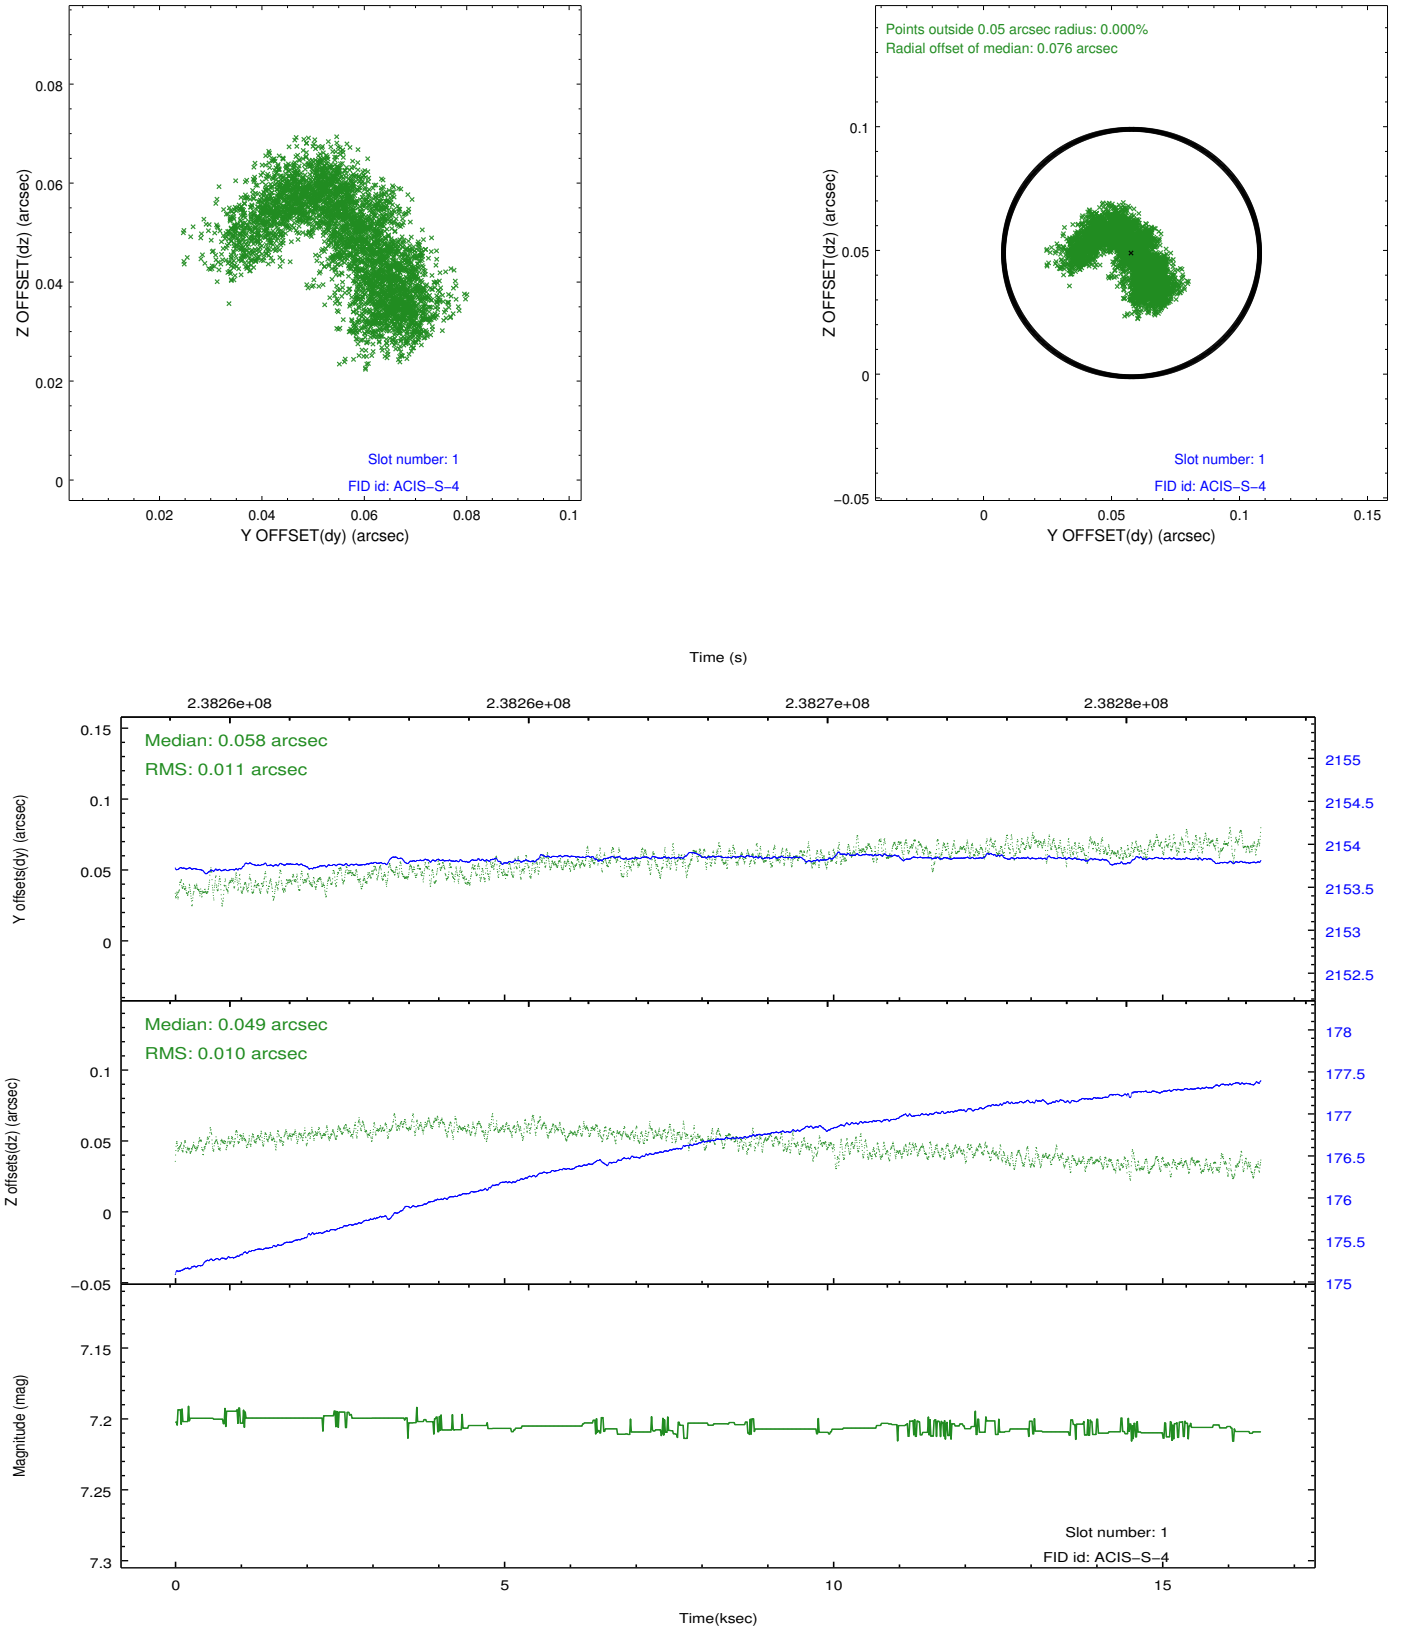 0.08
0.06
0.04
0.02
0
Z OFFSET(dz) (arcsec)
Slot number: 1
FID id: ACIS−S−4
0.02 0.04 0.06 0.08 0.1
Y OFFSET(dy) (arcsec)
Points outside 0.05 arcsec radius: 0.000%
Radial offset of median: 0.076 arcsec
0.1
0.05
0
−0.05
Z OFFSET(dz) (arcsec)
Slot number: 1
FID id: ACIS−S−4
0 0.05 0.1 0.15
Y OFFSET(dy) (arcsec)
Time (s)
2.3826e+08 2.3826e+08 2.3827e+08 2.3828e+08
Median: 0.058 arcsec
RMS: 0.011 arcsec
0.15
0.1
0.05
0
Y offsets(dy) (arcsec)
2155
2154.5
2154
2153.5
2153
2152.5
Median: 0.049 arcsec
RMS: 0.010 arcsec
0.1
0.05
0
−0.05
Z offsets(dz) (arcsec)
178
177.5
177
176.5
176
175.5
175
7.15
7.2
7.25
7.3
Magnitude (mag)
Slot number: 1
FID id: ACIS−S−4
0 5 10 15
Time(ksec)